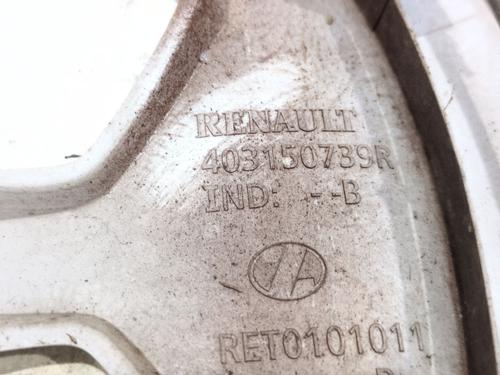 RENAULT
403150739R
IND: --B
RET0101011